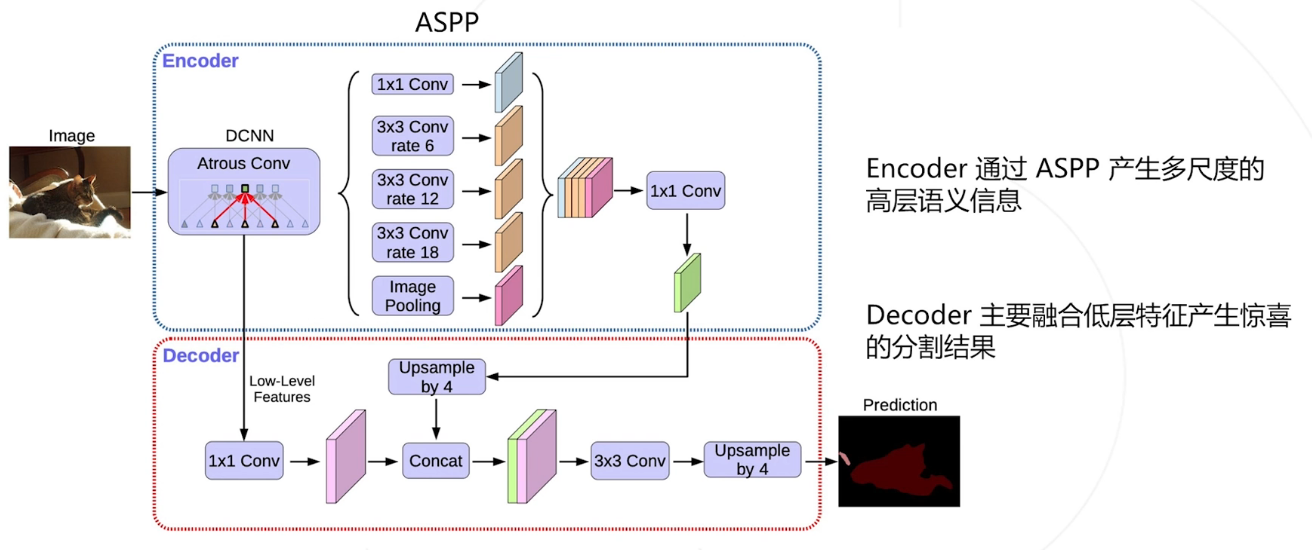 ASPP
Encoder
Image
DCNN
Atrous Conv
1x1 Conv
3x3 Conv
rate 6
3x3 Conv
rate 12
3x3 Conv
rate 18
Image
Pooling
1x1 Conv
Encoder 通过 ASPP 产生多尺度的
高层语义信息
Decoder 主要融合低层特征产生惊喜
的分割结果
Decoder
Low-Level
Features
Upsample
by 4
1x1 Conv
Concat
3x3 Conv
Upsample
by 4
Prediction